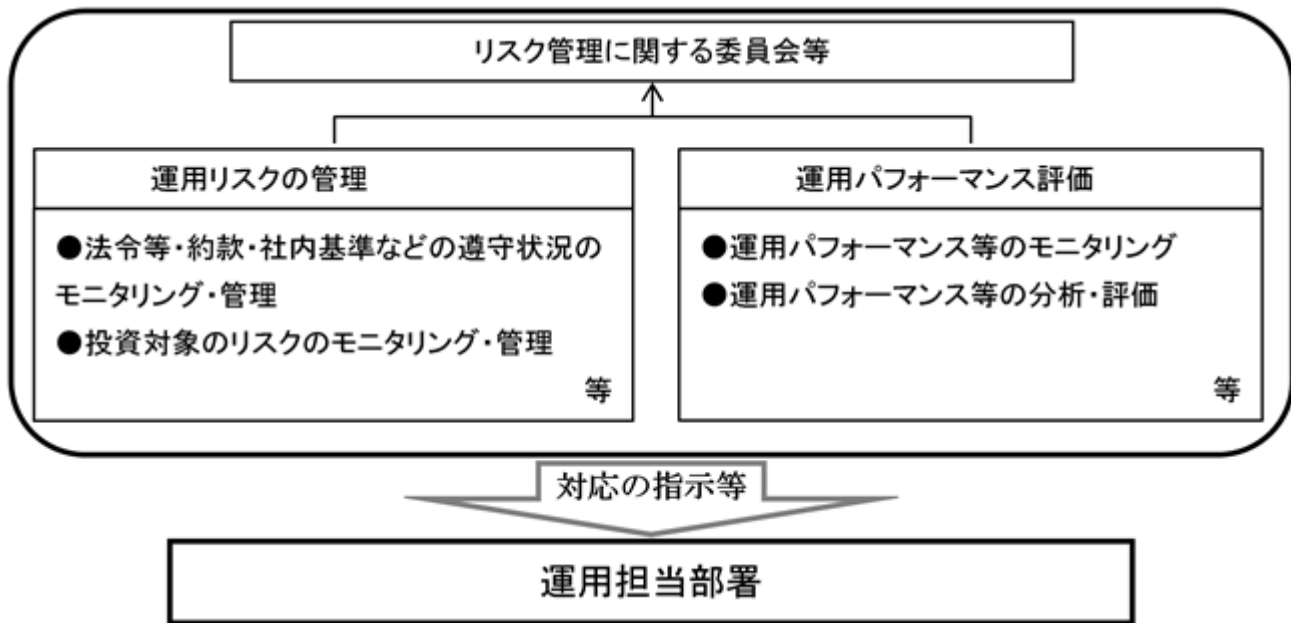 リスク管理に関する委員会等
運用リスクの管理
●法令等・約款・社内基準などの遵守状況の
モニタリング・管理
●投資対象のリスクのモニタリング・管理
等
運用パフォーマンス評価
●運用パフォーマンス等のモニタリング
●運用パフォーマンス等の分析・評価
等
対応の指示等
運用担当部署